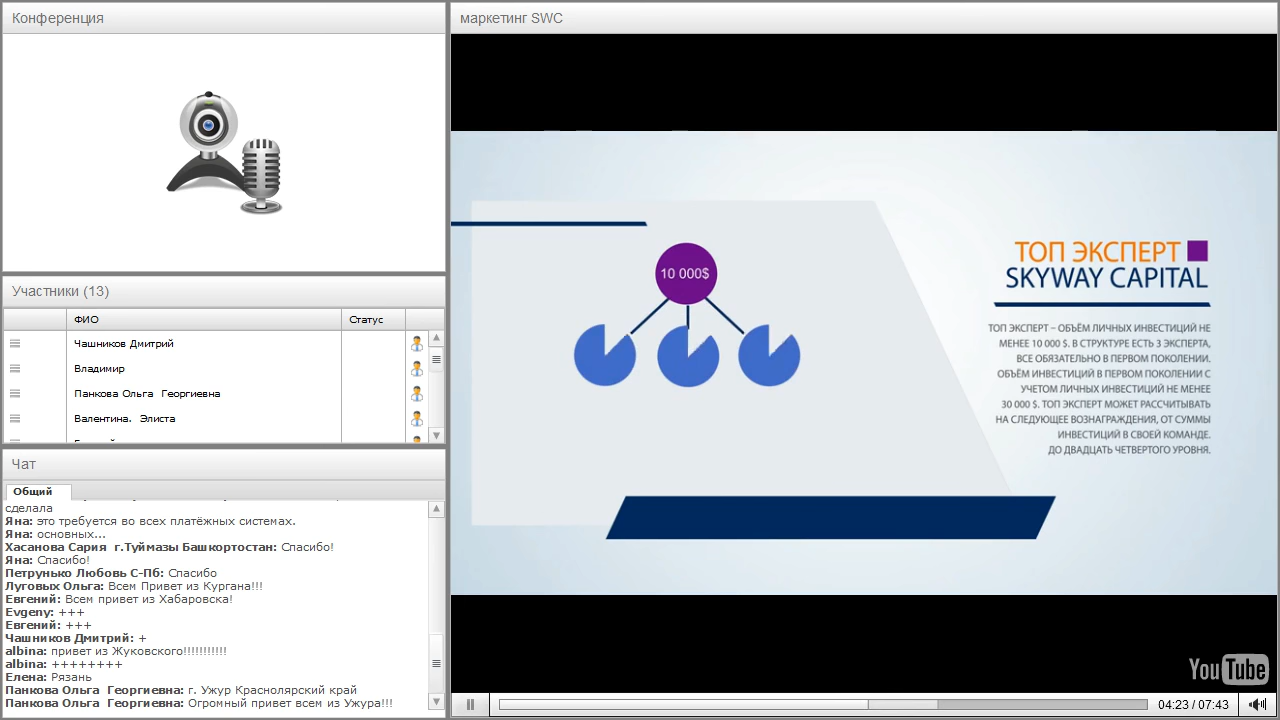 Конференция
маркетинг SWC
Участники (13)
ФИО
Статус
Чашников Дмитрий
Владимир
Панкова Ольга Георгиевна
Валентина. Элиста
Чат
Общий
сделала
Яна: это требуется во всех платёжных системах.
Яна: основных...
Хасанова Сария г.Туймазы Башкортостан: Спасибо!
Яна: Спасибо!
Петрунько Любовь С-Пб: Спасибо
Луговых Ольга: Всем Привет из Кургана!!!
Евгений: Всем привет из Хабаровска!
Evgeny: +++
Евгений: +++
Чашников Дмитрий: +
albina: привет из Жуковского!!!!!!!!!!!
albina: ++++++++
Елена: Рязань
Панкова Ольга Георгиевна: г. Ужур Краснолярский край
Панкова Ольга Георгиевна: Огромный привет всем из Ужура!!!
10 000$
ТОП ЭКСПЕРТ
SKYWAY CAPITAL
ТОП ЭКСПЕРТ – ОБЪЁМ ЛИЧНЫХ ИНВЕСТИЦИЙ НЕ
МЕНЕЕ 10 000 $. В СТРУКТУРЕ ЕСТЬ 3 ЭКСПЕРТА,
ВСЕ ОБЯЗАТЕЛЬНО В ПЕРВОМ ПОКОЛЕНИИ.
ОБЪЁМ ИНВЕСТИЦИЙ В ПЕРВОМ ПОКОЛЕНИИ С
УЧЕТОМ ЛИЧНЫХ ИНВЕСТИЦИЙ НЕ МЕНЕЕ
30 000 $. ТОП ЭКСПЕРТ МОЖЕТ РАССЧИТЫВАТЬ
НА СЛЕДУЮЩЕЕ ВОЗНАГРАЖДЕНИЯ, ОТ СУММЫ
ИНВЕСТИЦИЙ В СВОЕЙ КОМАНДЕ.
ДО ДВАДЦАТЬ ЧЕТВЕРТОГО УРОВНЯ.
YouTube
04:23 / 07:43